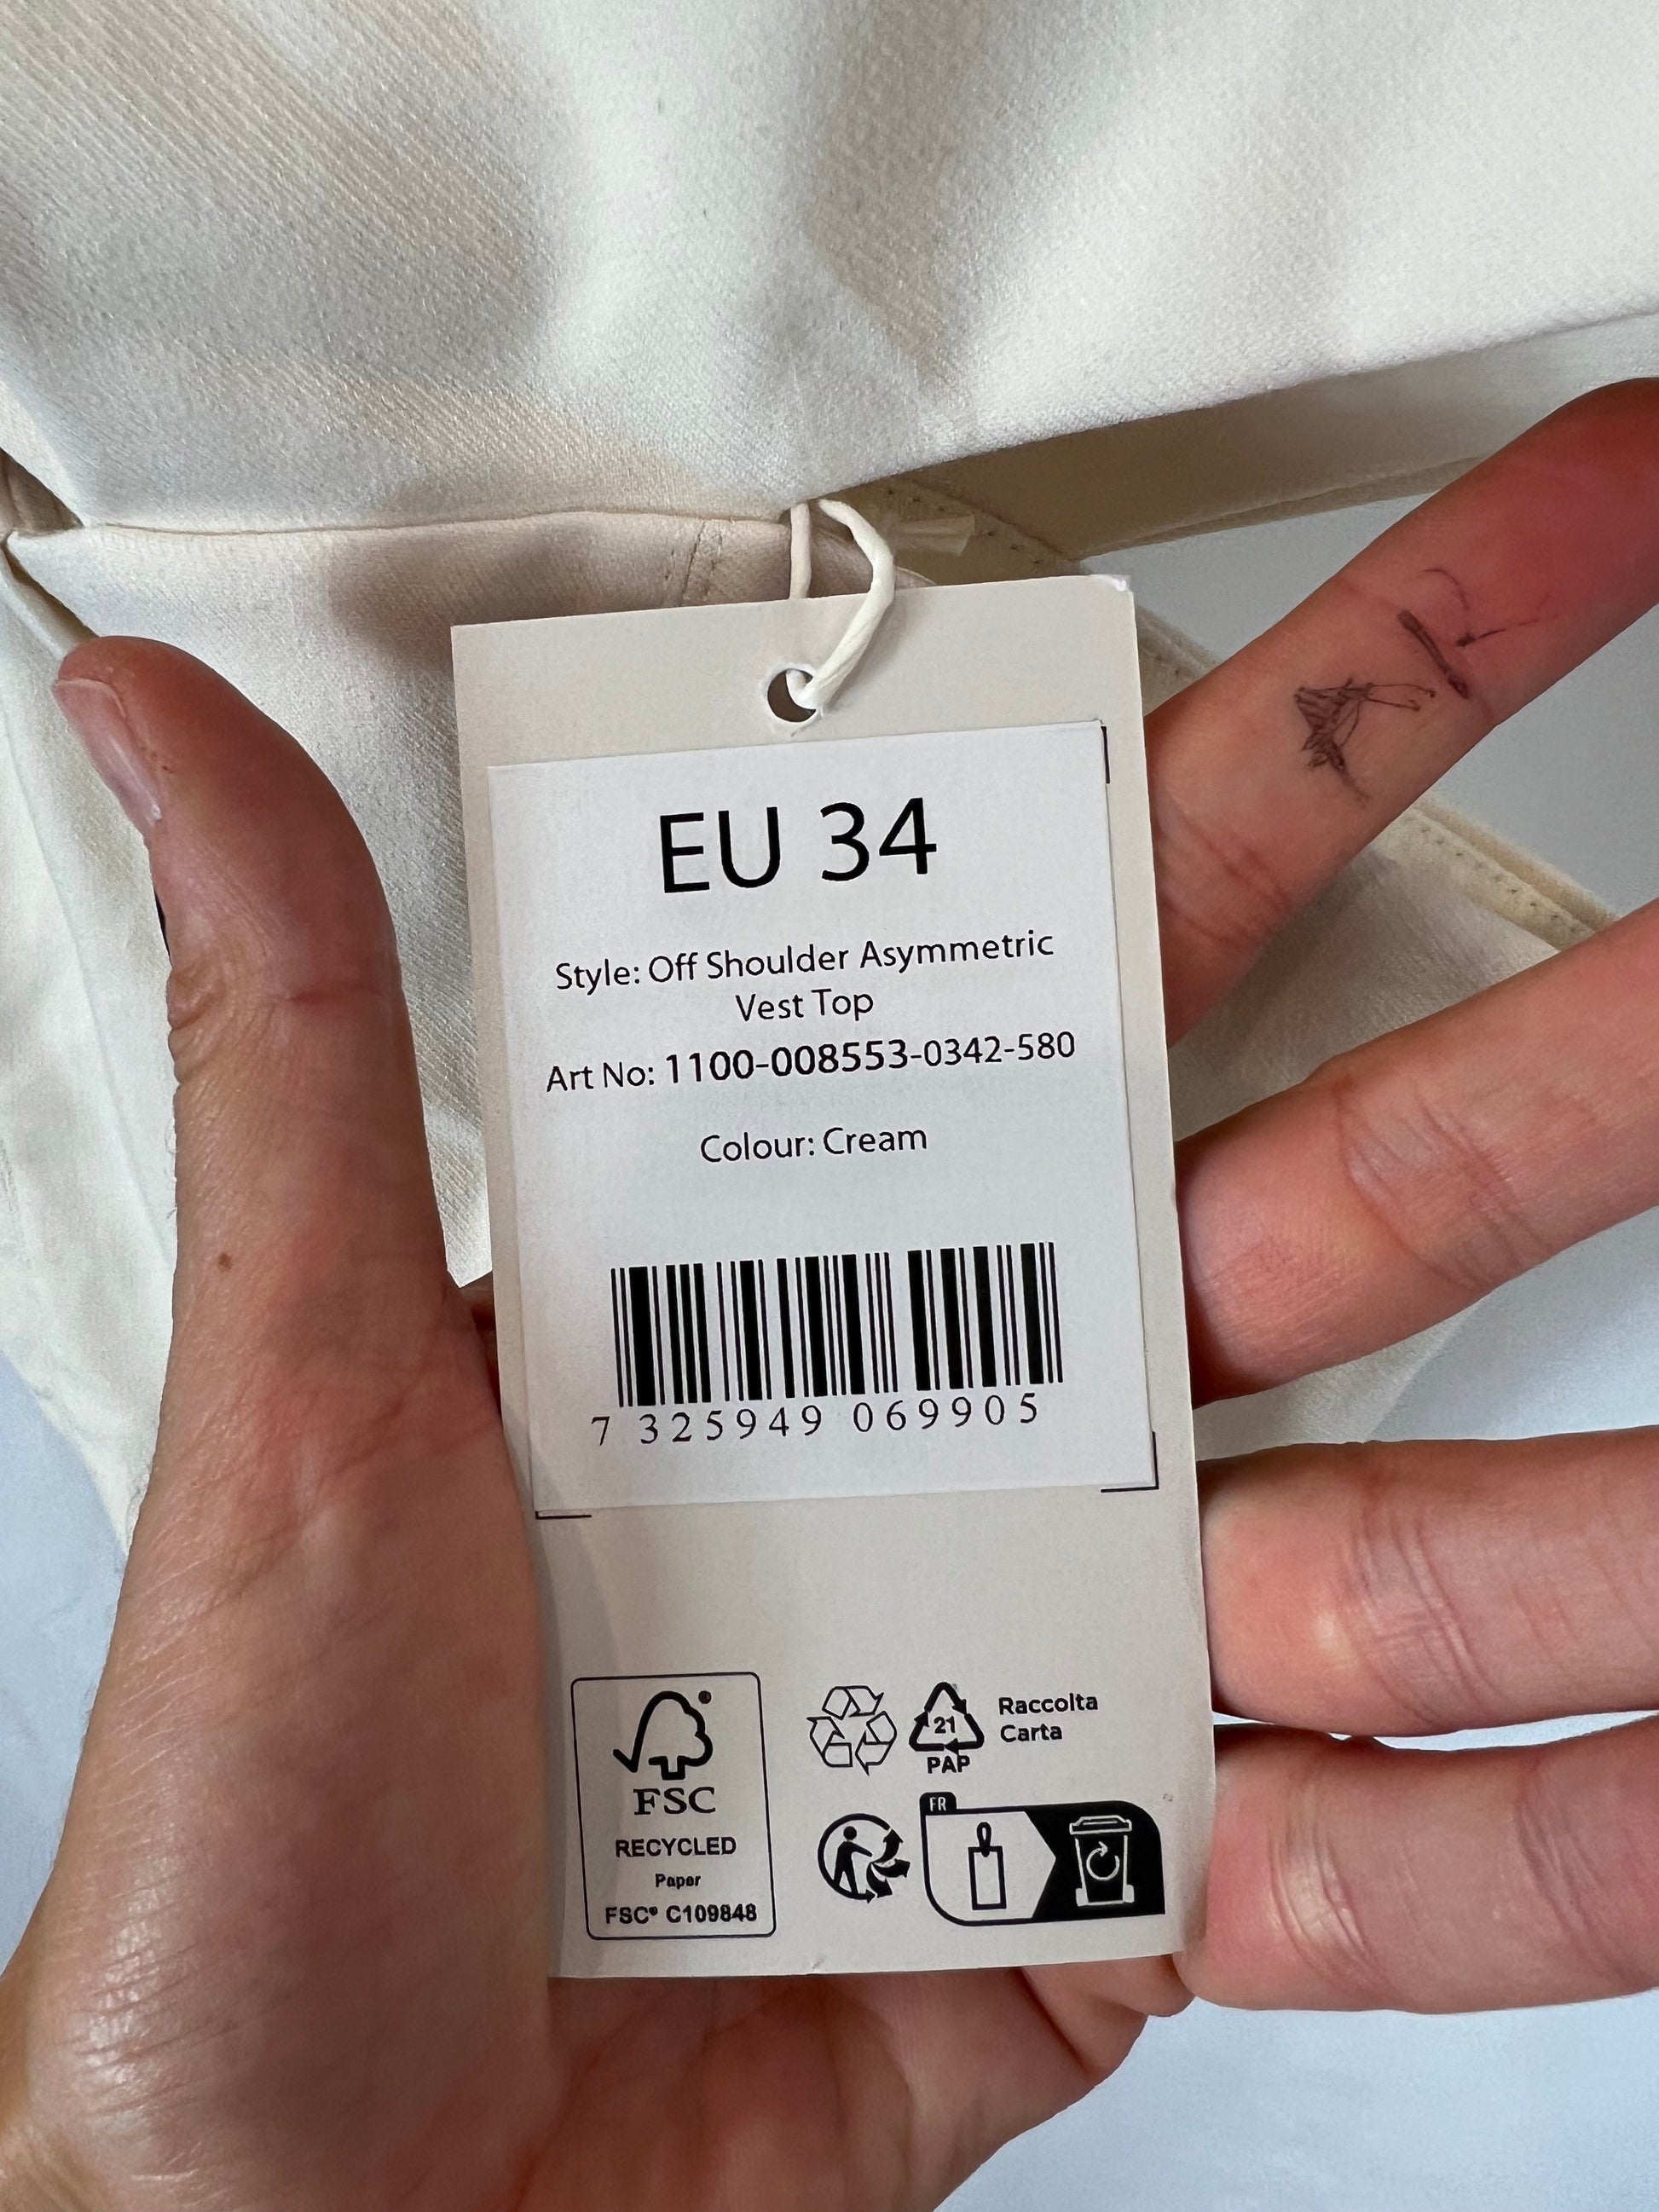 EU 34
Style: Off Shoulder Asymmetric
Vest Top
Art No: 1100-008553-0342-580
Colour: Cream
7 325949 069905
FSC
RECYCLED
Paper
FSC® C109848
21
PAP
Raccolta
Carta
FR